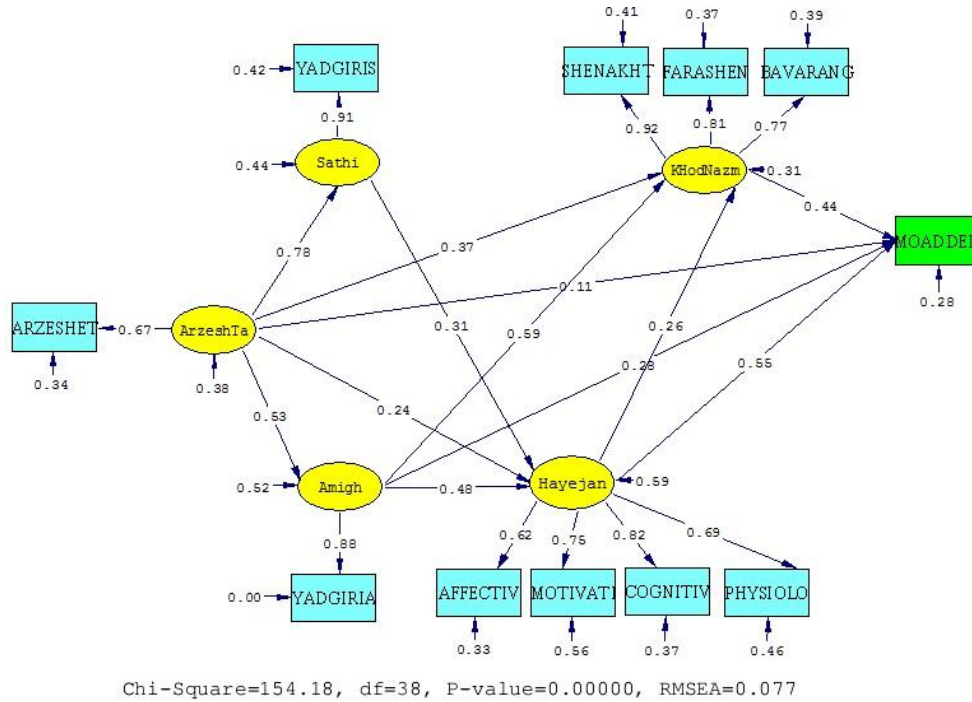 0.41
0.37
0.39
YADGIRIS
SHENAKHT
FARASHEN
BAVARANG
0.42
0.91
0.92
0.81
0.77
0.44
Sathi
KHodNazm
0.31
0.44
MOADDEL
0.78
0.37
0.11
0.28
ARZESHET
0.67
ArzeshTa
0.31
0.59
0.26
0.28
0.55
0.34
0.38
0.53
0.24
0.52
Amigh
0.48
Hayejan
0.59
0.88
0.62
0.75
0.82
0.69
0.00
YADGIRIA
AFFECTIV
MOTIVATI
COGNITIV
PHYSIOLO
0.33
0.56
0.37
0.46
Chi-Square=154.18, df=38, P-value=0.00000, RMSEA=0.077